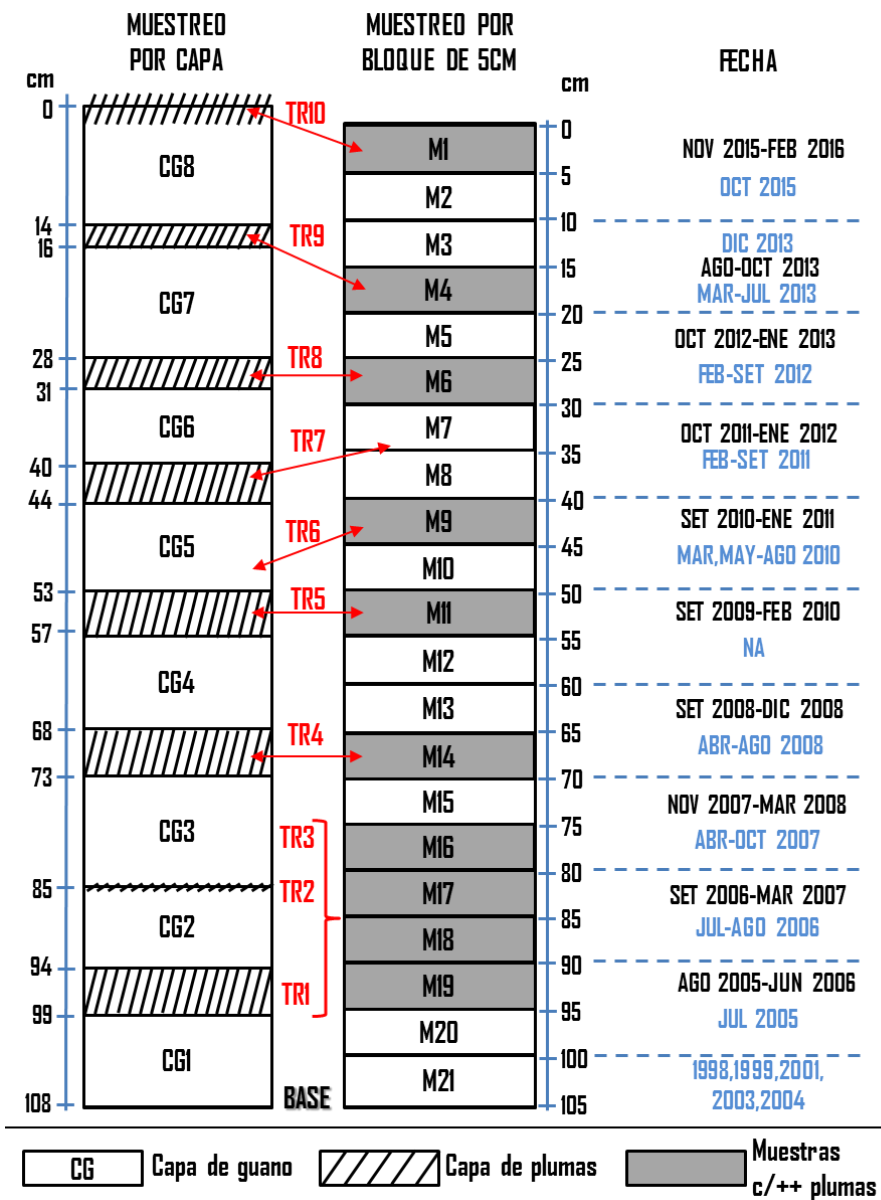 MUESTREO
POR CAPA
MUESTREO POR
BLOQUE DE 5CM
FECHA
cm
cm
0
14
16
28
31
40
44
53
57
68
73
85
94
99
108
CG8
CG7
CG6
CG5
CG4
CG3
CG2
CG1
TR10
TR9
TR8
TR7
TR6
TR5
TR4
TR3
TR2
TR1
BASE
M1
M2
M3
M4
M5
M6
M7
M8
M9
M10
M11
M12
M13
M14
M15
M16
M17
M18
M19
M20
M21
0
5
10
15
20
25
30
35
40
45
50
55
60
65
70
75
80
85
90
95
100
105
NOV 2015-FEB 2016
OCT 2015
DIC 2013
AGO-OCT 2013
MAR-JUL 2013
OCT 2012-ENE 2013
FEB-SET 2012
OCT 2011-ENE 2012
FEB-SET 2011
SET 2010-ENE 2011
MAR,MAY-AGO 2010
SET 2009-FEB 2010
NA
SET 2008-DIC 2008
ABR-AGO 2008
NOV 2007-MAR 2008
ABR-OCT 2007
SET 2006-MAR 2007
JUL-AGO 2006
AGO 2005-JUN 2006
JUL 2005
1998,1999,2001,
2003,2004
CG
Capa de guano
Capa de plumas
Muestras
c/++ plumas